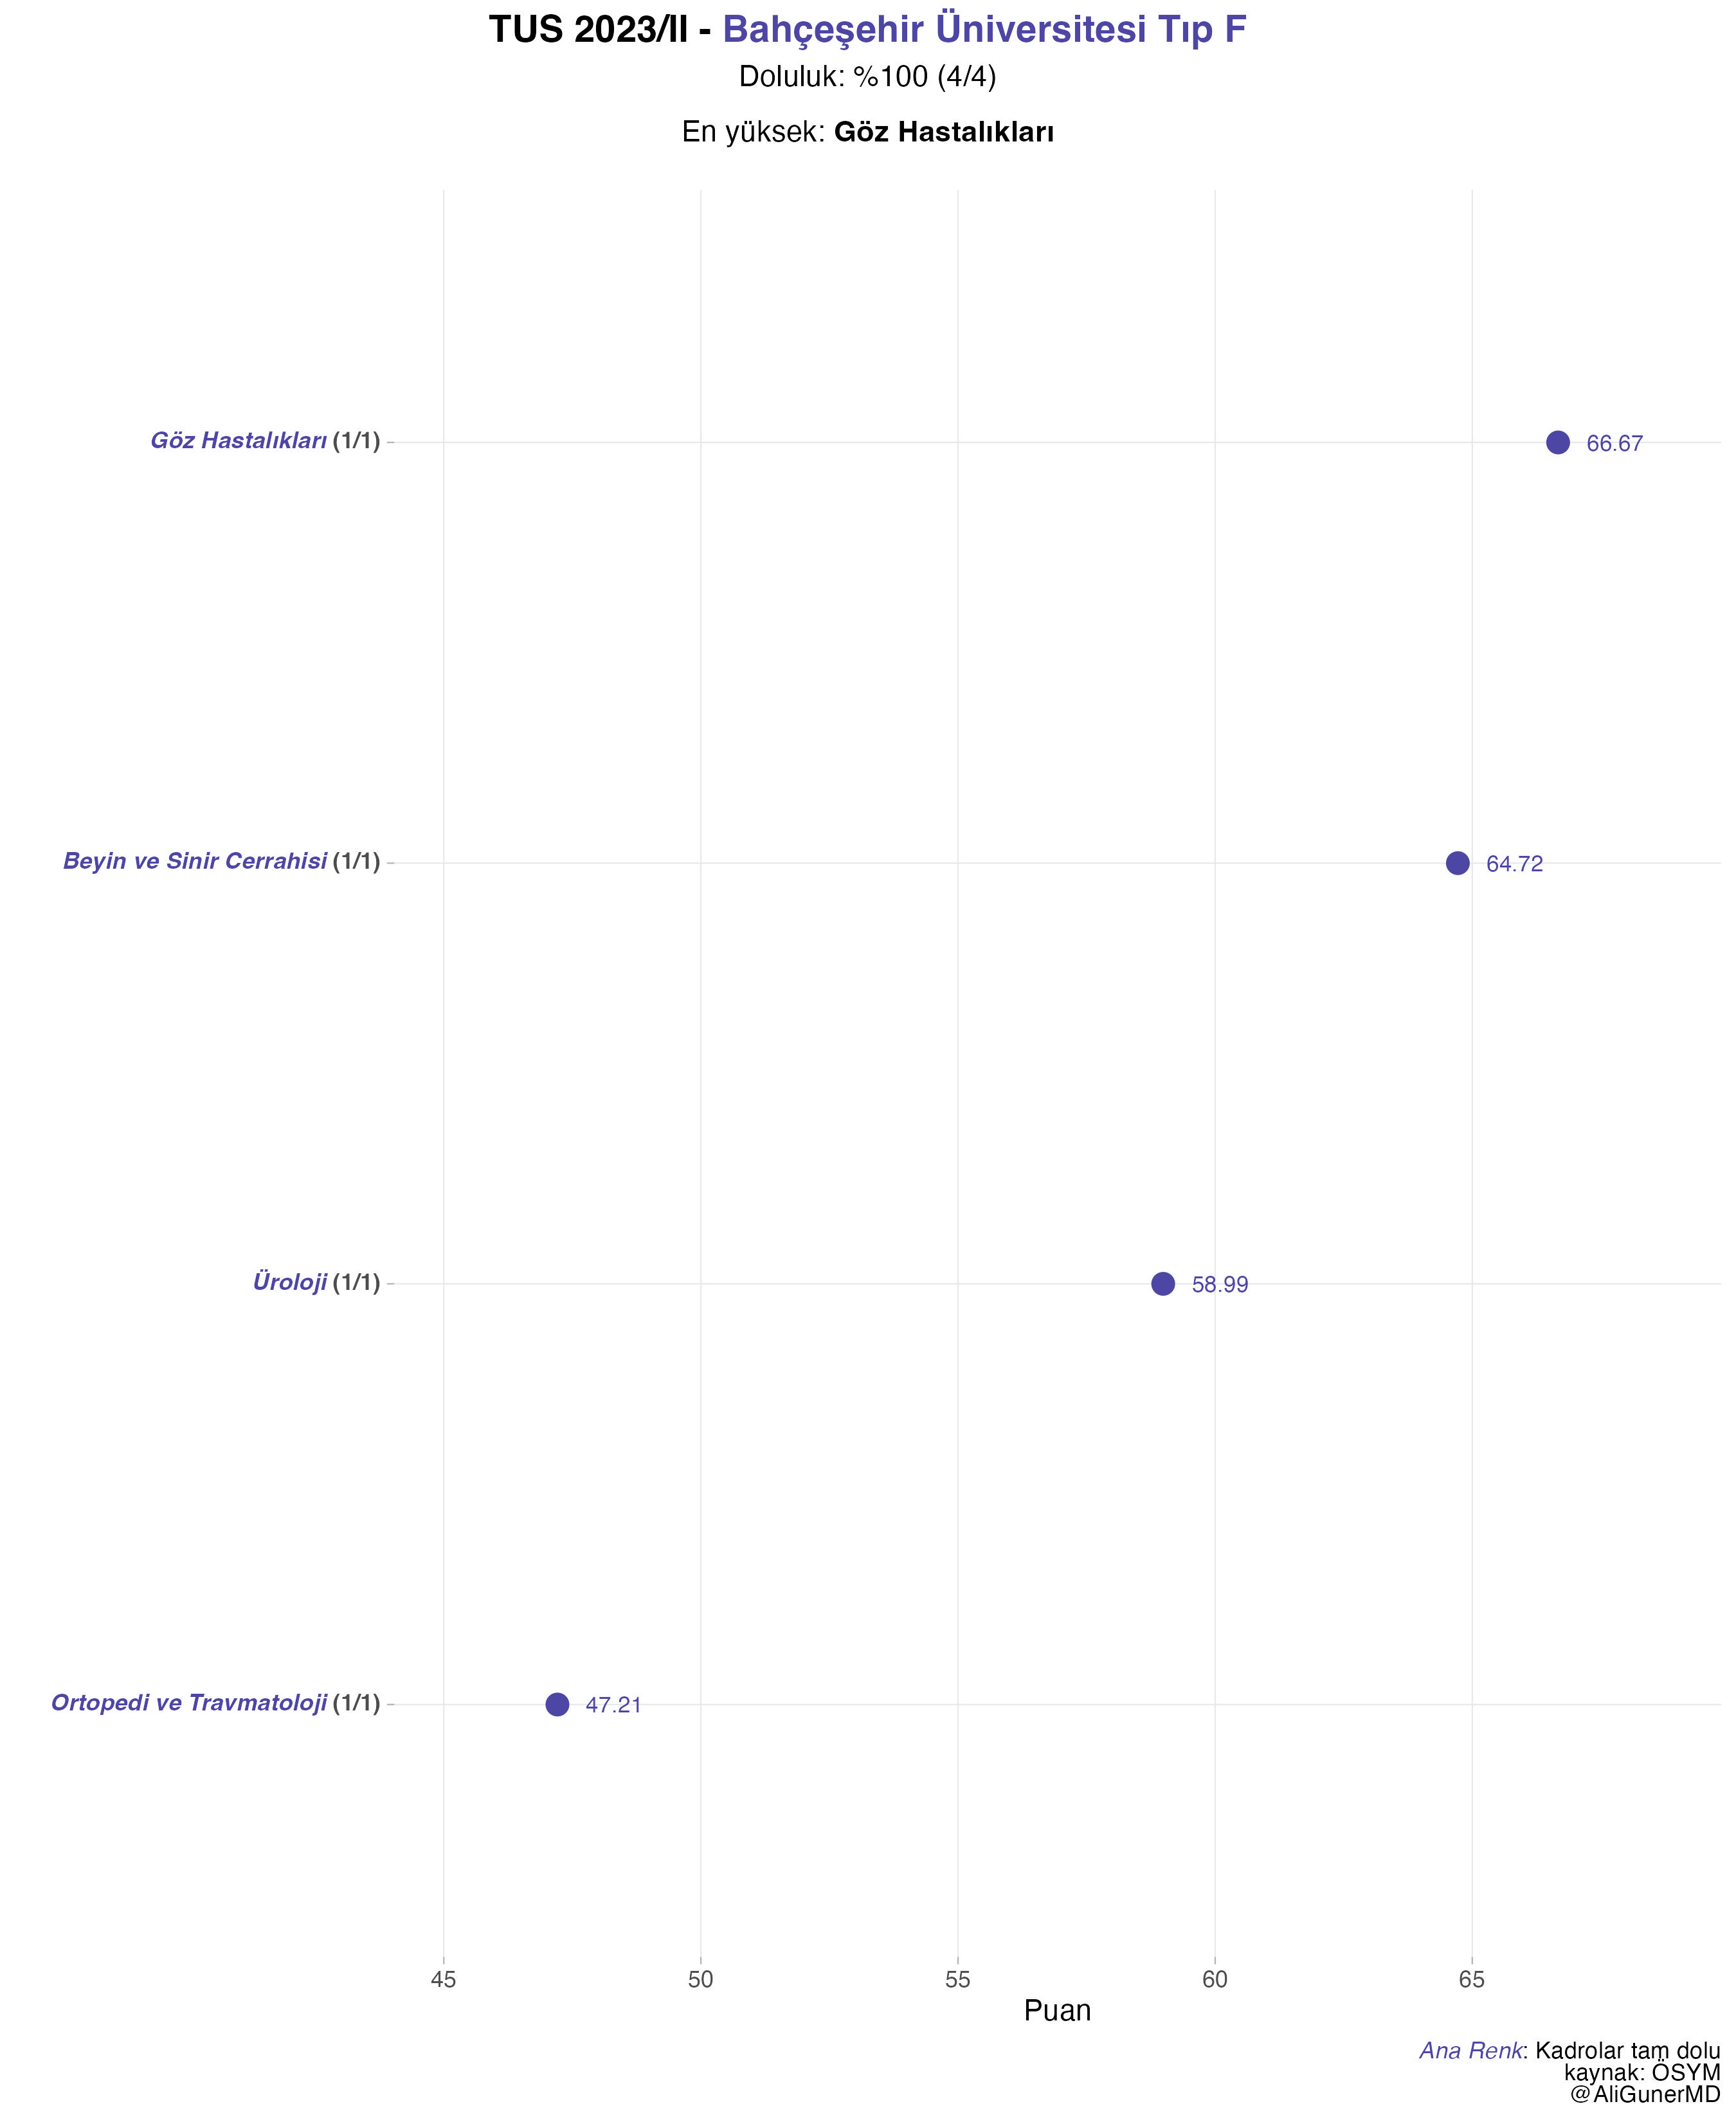 TUS 2023/II - Bahçeşehir Üniversitesi Tıp F
Doluluk: %100 (4/4)
En yüksek: Göz Hastalıkları
Göz Hastalıkları (1/1)
66.67
Beyin ve Sinir Cerrahisi (1/1)
64.72
Üroloji (1/1)
58.99
Ortopedi ve Travmatoloji (1/1)
47.21
45 50 55 60 65
Puan
Ana Renk: Kadrolar tam dolu
kaynak: ÖSYM
@AliGunerMD